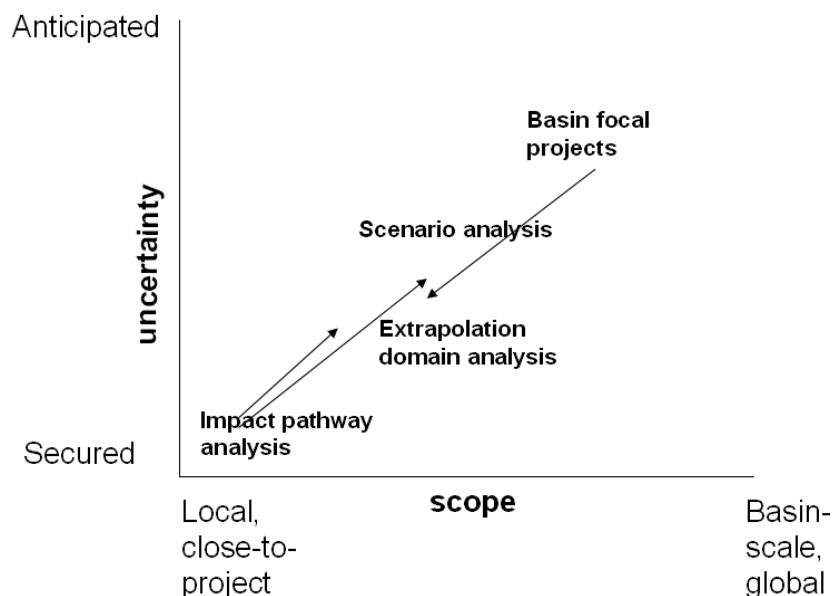 Anticipated
Basin focal
projects
Scenario analysis
uncertainty
Extrapolation
domain analysis
Impact pathway
analysis
Secured
scope
Local,
close-to-
project
Basin-
scale,
global